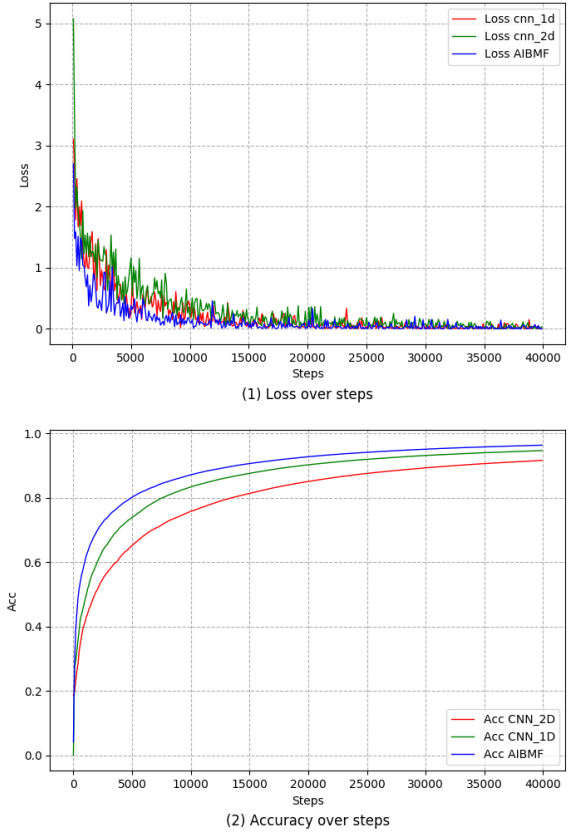 Loss cnn_1d
Loss cnn_2d
Loss AIBMF
5
4
3
2
1
0
Loss
0 5000 10000 15000 20000 25000 30000 35000 40000
Steps
(1) Loss over steps
1.0
0.8
0.6
0.4
0.2
0.0
Acc
Acc CNN_2D
Acc CNN_1D
Acc AIBMF
0 5000 10000 15000 20000 25000 30000 35000 40000
Steps
(2) Accuracy over steps